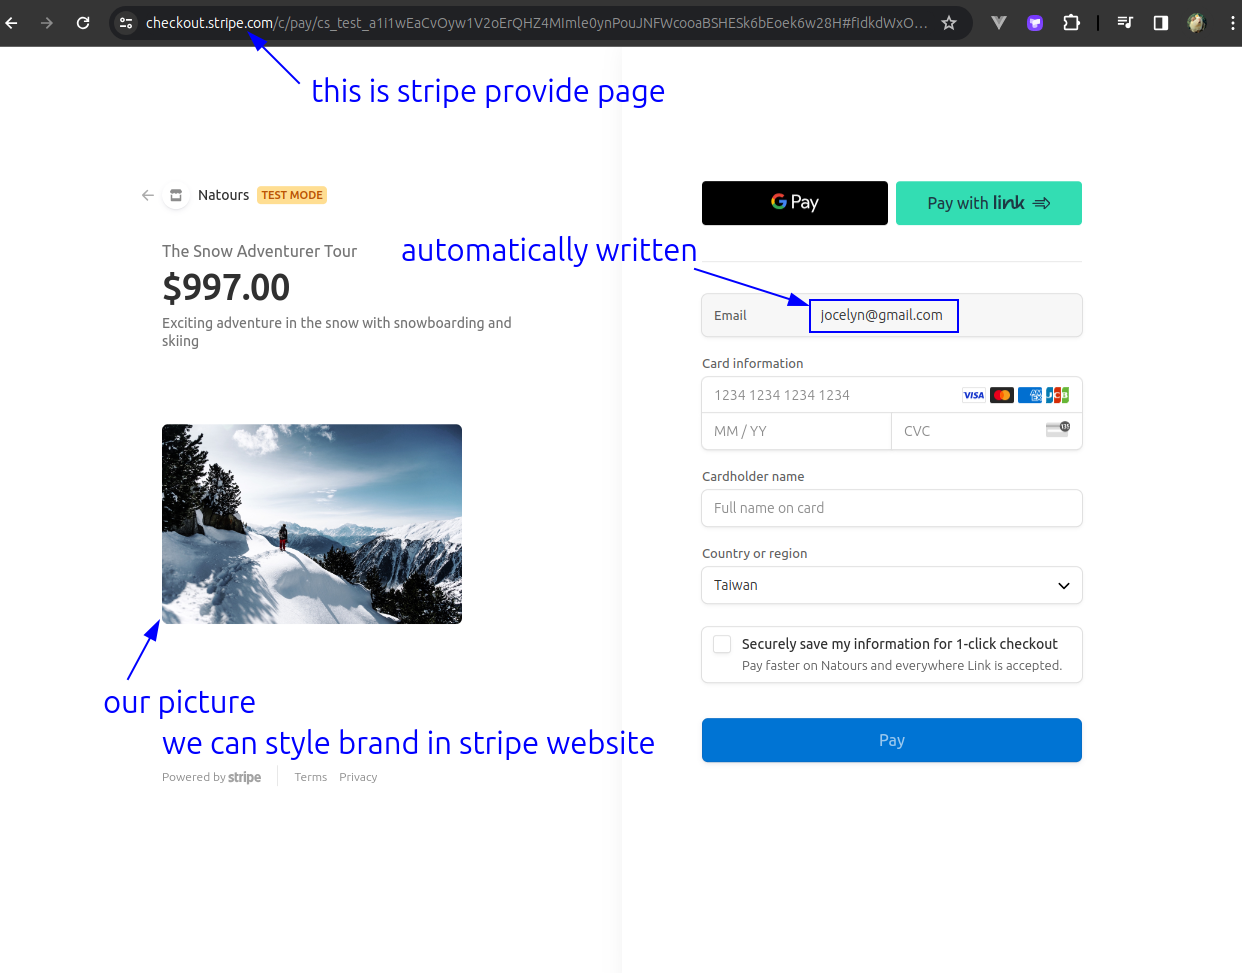 checkout.stripe.com/c/pay/cs_test_a1I1wEaCvOyw1V2oErQHZ4MImle0ynPouJNFWcooaBSHESk6bEoek6w28H#fidkdWxO...
this is stripe provide page
Natours TEST MODE
The Snow Adventurer Tour
$997.00
Exciting adventure in the snow with snowboarding and
skiing
our picture
we can style brand in stripe website
Powered by stripe
Terms Privacy
G Pay
Pay with link
automatically written
Email jocelyn@gmail.com
Card information
1234 1234 1234 1234 VISA AMEX JCB
MM / YY CVC 135
Cardholder name
Full name on card
Country or region
Taiwan
Securely save my information for 1-click checkout
Pay faster on Natours and everywhere Link is accepted.
Pay